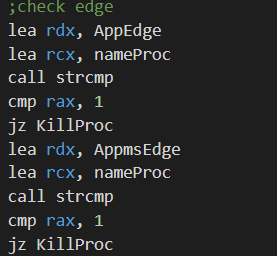 ;check edge
lea rdx, AppEdge
lea rcx, nameProc
call strcmp
cmp rax, 1
jz KillProc
lea rdx, AppmsEdge
lea rcx, nameProc
call strcmp
cmp rax, 1
jz KillProc